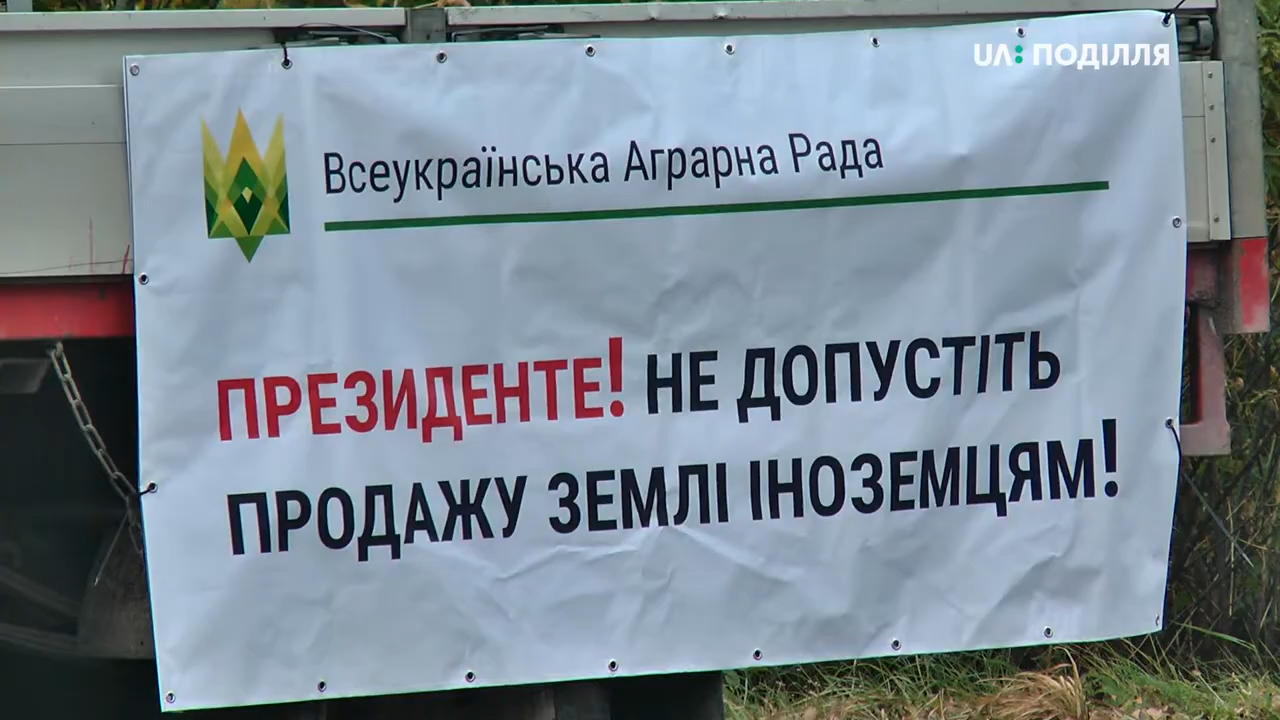 UA: ПОДІЛЛЯ
Всеукраїнська Аграрна Рада
ПРЕЗИДЕНТЕ! НЕ ДОПУСТІТЬ
ПРОДАЖУ ЗЕМЛІ ІНОЗЕМЦЯМ!